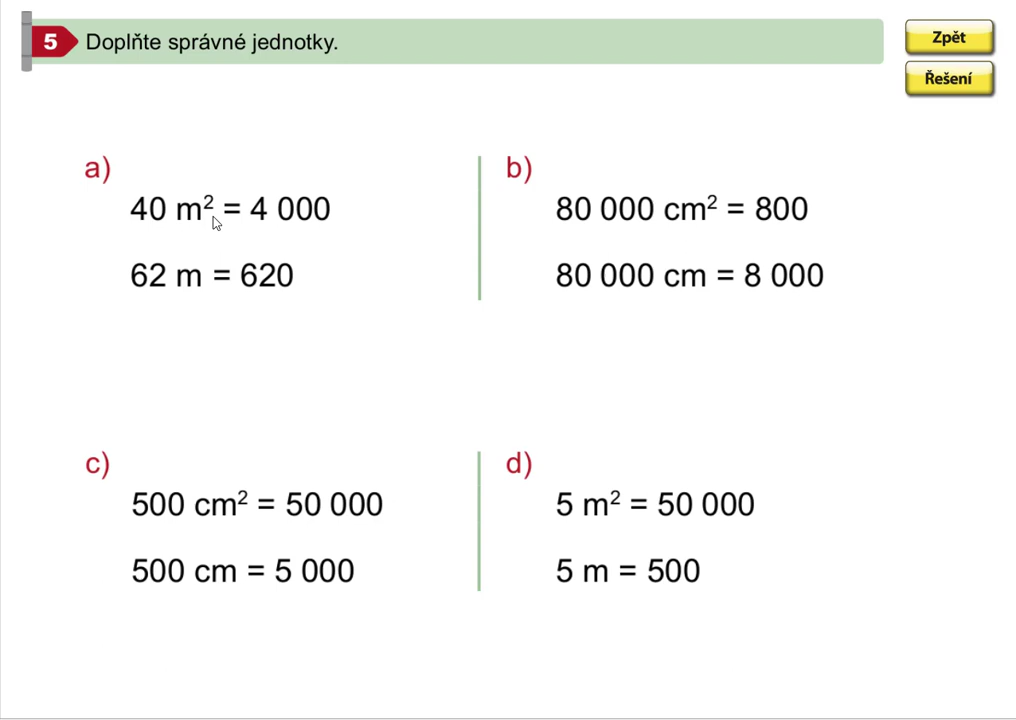 5 Doplňte správné jednotky.
Zpět
Řešení
a)
40 m² = 4 000
62 m = 620
b)
80 000 cm² = 800
80 000 cm = 8 000
c)
500 cm² = 50 000
500 cm = 5 000
d)
5 m² = 50 000
5 m = 500